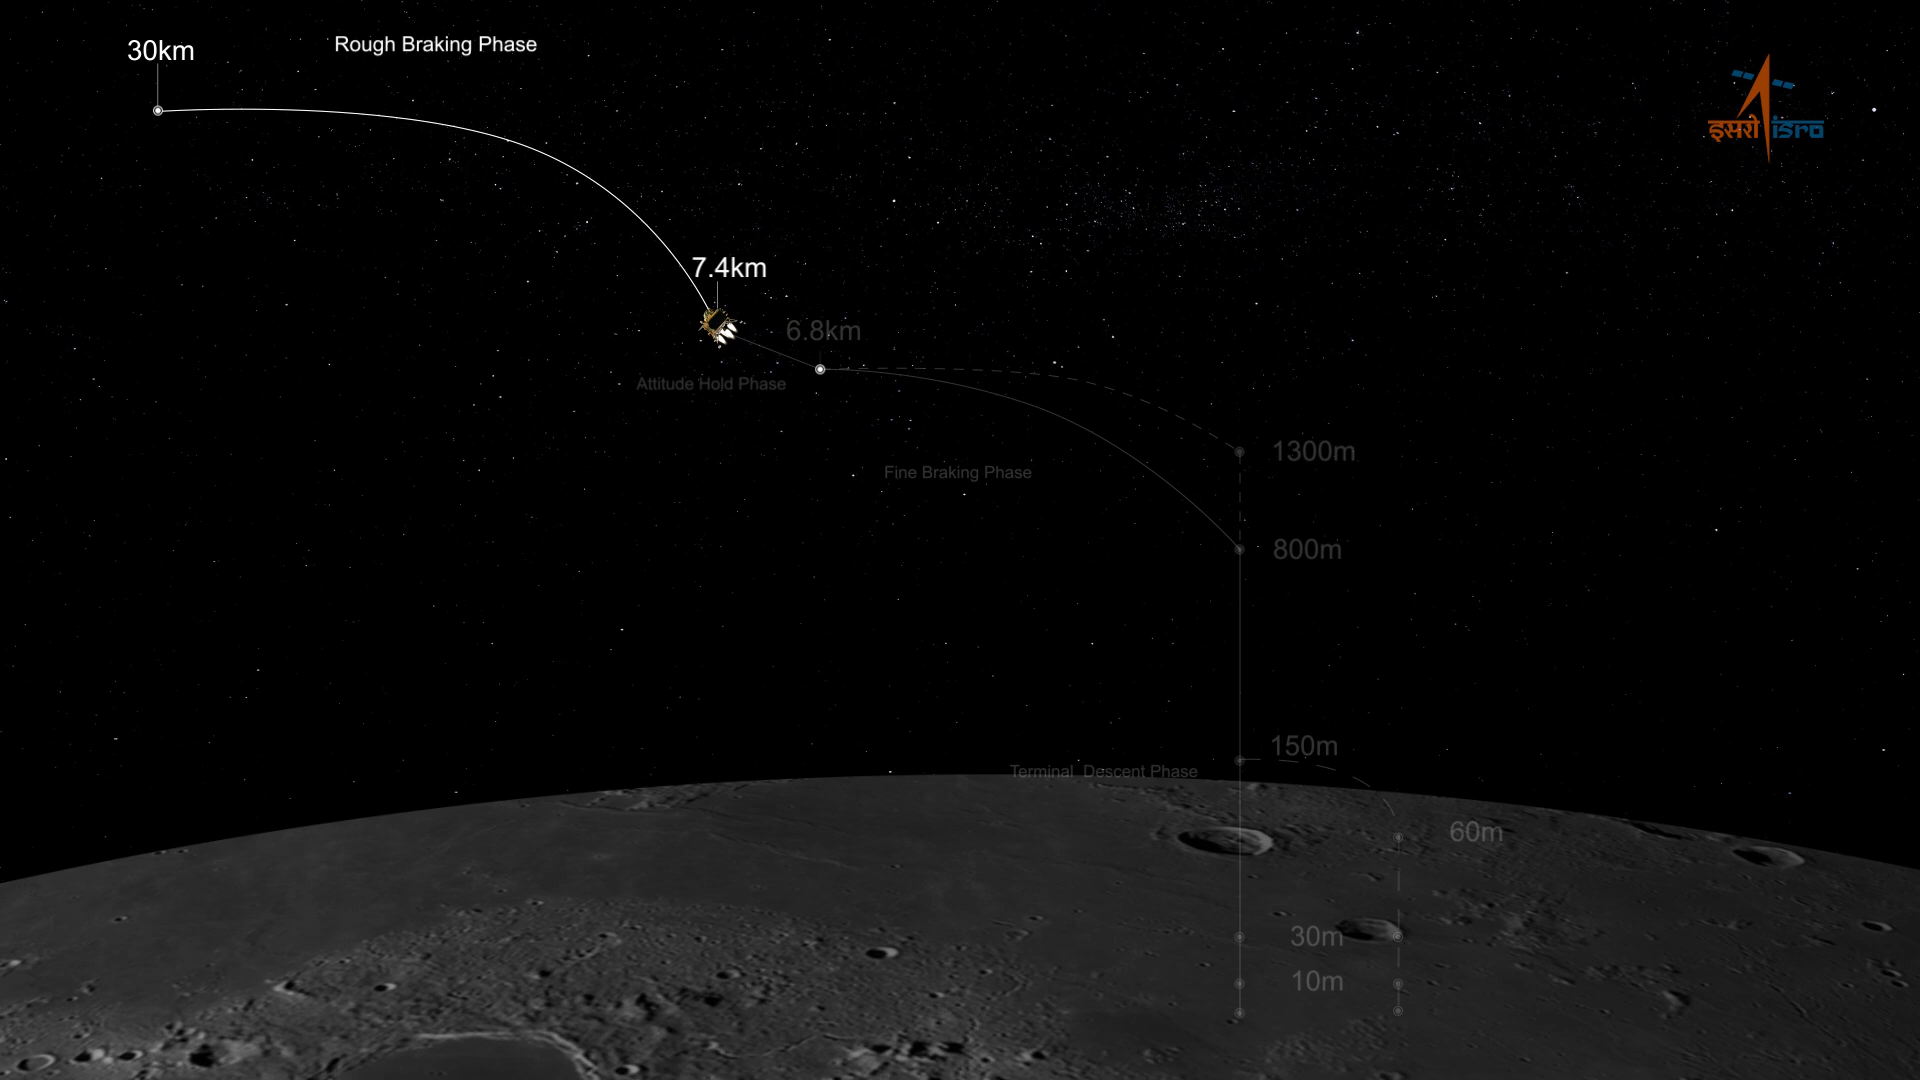 30km
Rough Braking Phase
इसरो isro
7.4km
6.8km
Attitude Hold Phase
1300m
Fine Braking Phase
800m
150m
Terminal Descent Phase
60m
30m
10m